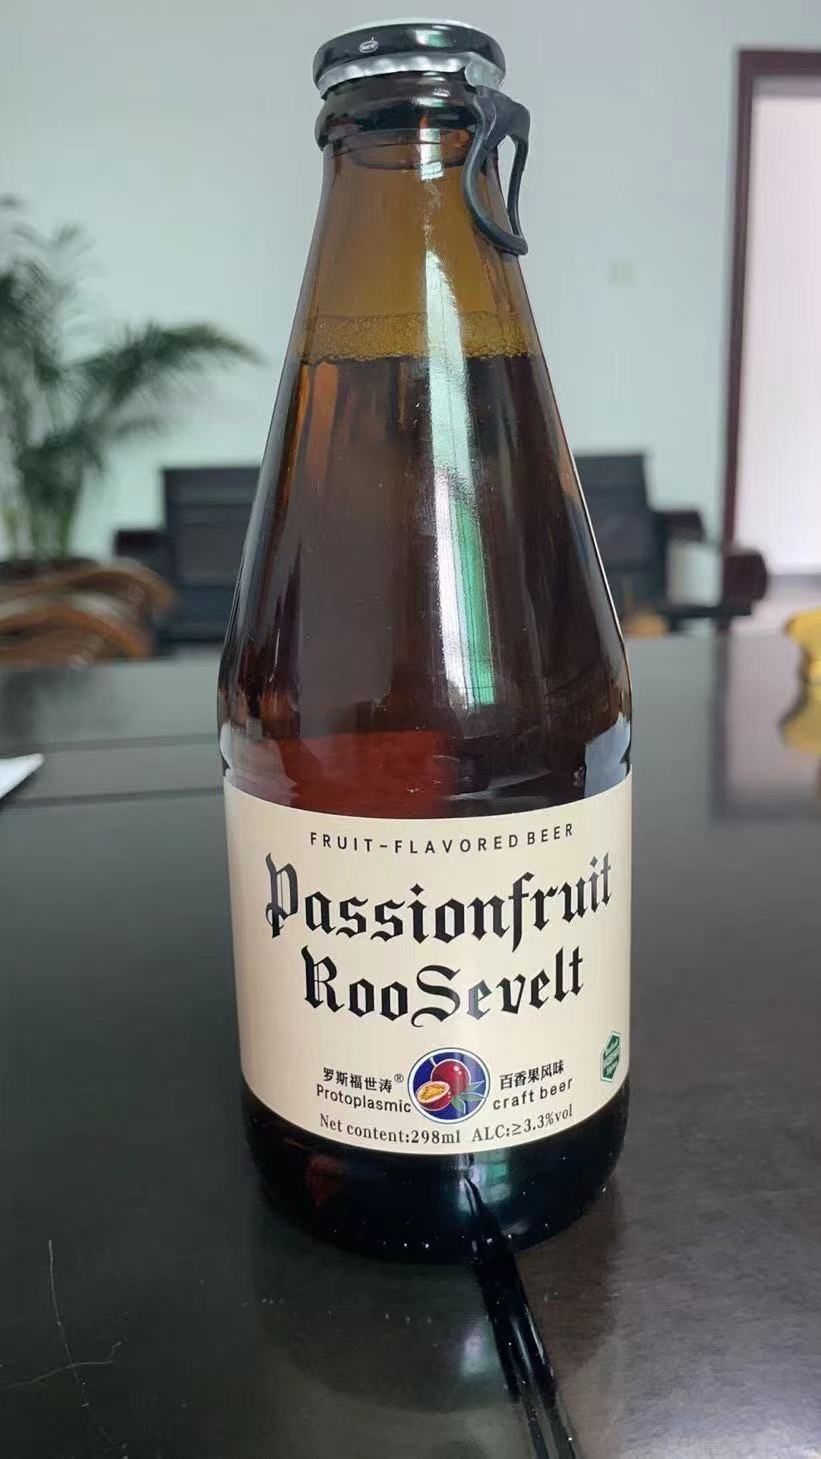 FRUIT-FLAVORED BEER
Passionfruit
RooSevelt
罗斯福世涛® 百香果风味
Protoplasmic craft beer
Net content:298ml ALC:≥3.3%vol